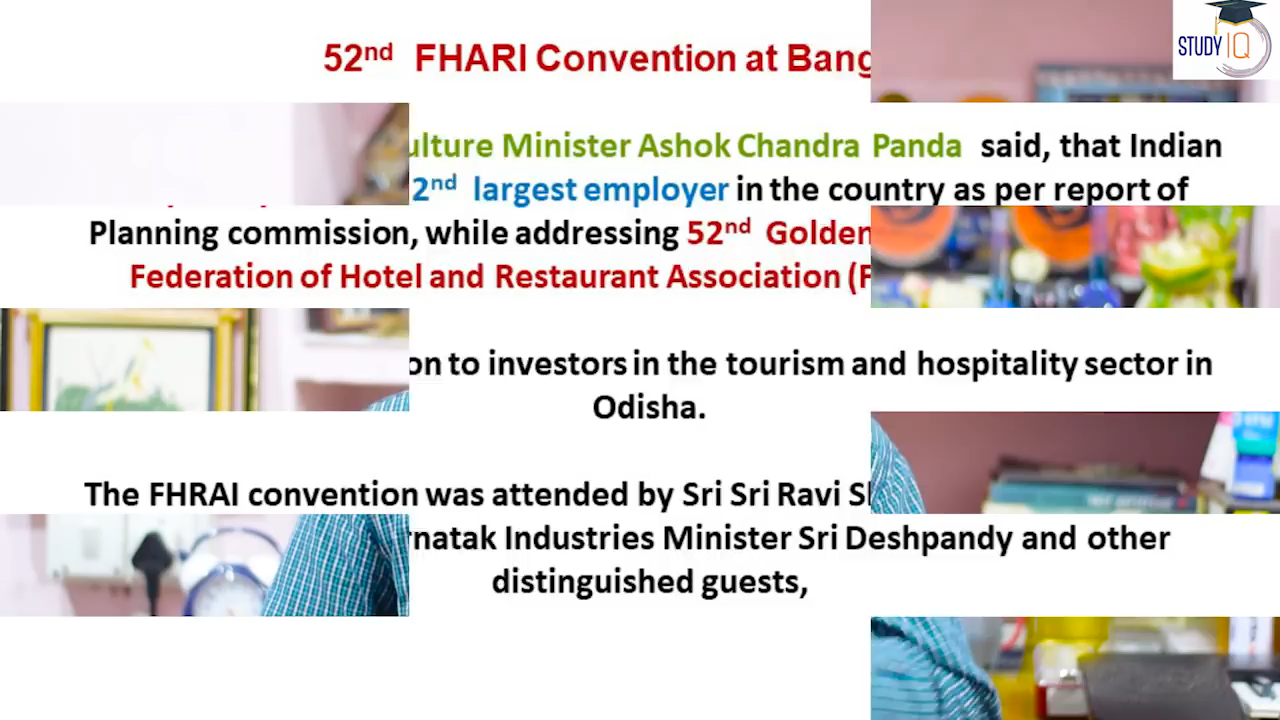 STUDY IQ
52nd FHARI Convention at Bang
ulture Minister Ashok Chandra Panda said, that Indian
2nd largest employer in the country as per report of
Planning commission, while addressing 52nd Golden
Federation of Hotel and Restaurant Association (F
on to investors in the tourism and hospitality sector in
Odisha.
The FHRAI convention was attended by Sri Sri Ravi Sh
rnatak Industries Minister Sri Deshpandy and other
distinguished guests,